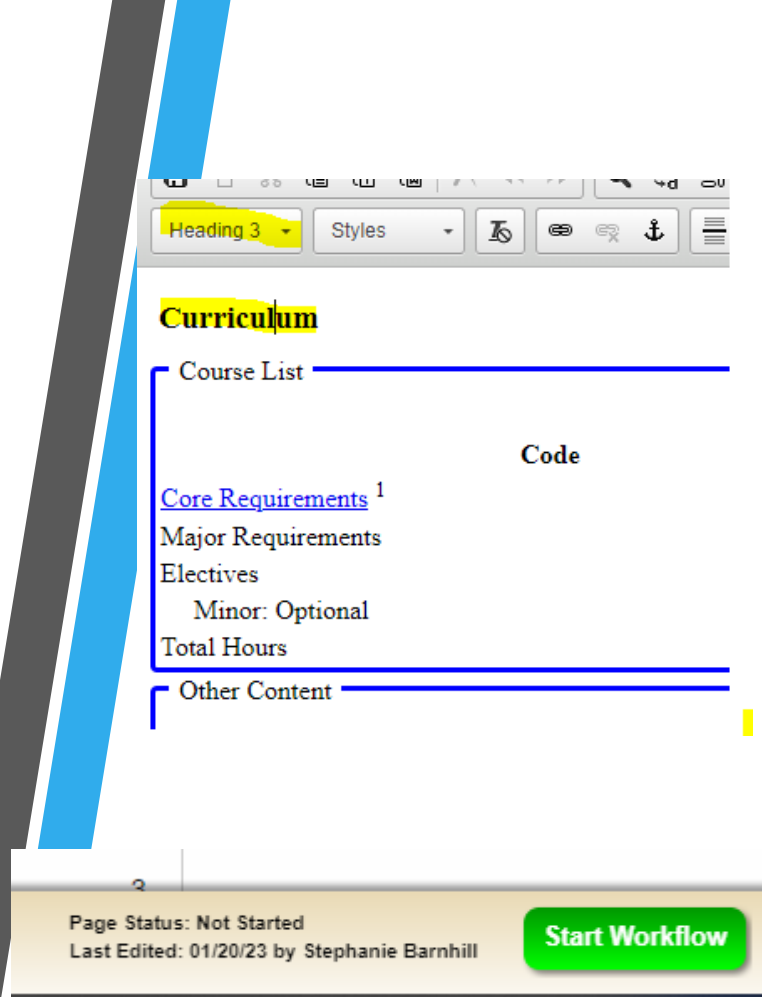 Heading 3
Styles
Curriculum
Course List
Code
Core Requirements 1
Major Requirements
Electives
Minor: Optional
Total Hours
Other Content
3
Page Status: Not Started
Last Edited: 01/20/23 by Stephanie Barnhill
Start Workflow